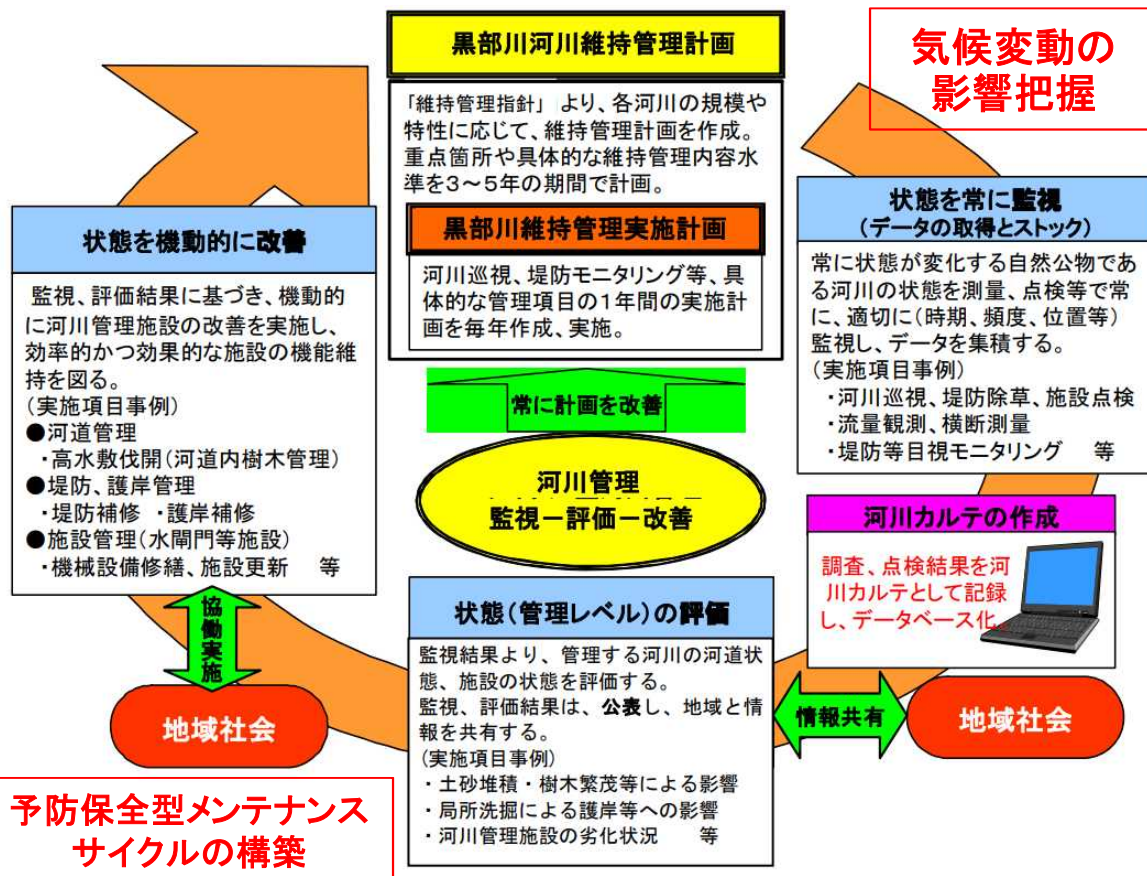 黒部川河川維持管理計画
「維持管理指針」より、各河川の規模や
特性に応じて、維持管理計画を作成。
重点箇所や具体的な維持管理内容水
準を3～5年の期間で計画。
黒部川維持管理実施計画
河川巡視、堤防モニタリング等、具
体的な管理項目の1年間の実施計
画を毎年作成、実施。
気候変動の
影響把握
状態を常に監視
(データの取得とストック)
常に状態が変化する自然公物であ
る河川の状態を測量、点検等で常
に、適切に(時期、頻度、位置等)
監視し、データを集積する。
(実施項目事例)
・河川巡視、堤防除草、施設点検
・流量観測、横断測量
・堤防等目視モニタリング 等
河川カルテの作成
調査、点検結果を河
川カルテとして記録
し、データベース化。
情報共有
地域社会
状態(管理レベル)の評価
監視結果より、管理する河川の河道状
態、施設の状態を評価する。
監視、評価結果は、公表し、地域と情
報を共有する。
(実施項目事例)
・土砂堆積・樹木繁茂等による影響
・局所洗掘による護岸等への影響
・河川管理施設の劣化状況 等
状態を機動的に改善
監視、評価結果に基づき、機動的
に河川管理施設の改善を実施し、
効率的かつ効果的な施設の機能維
持を図る。
(実施項目事例)
●河道管理
・高水敷伐開(河道内樹木管理)
●堤防、護岸管理
・堤防補修 ・護岸補修
●施設管理(水閘門等施設)
・機械設備修繕、施設更新 等
協働実施
地域社会
常に計画を改善
河川管理
監視－評価－改善
予防保全型メンテナンス
サイクルの構築